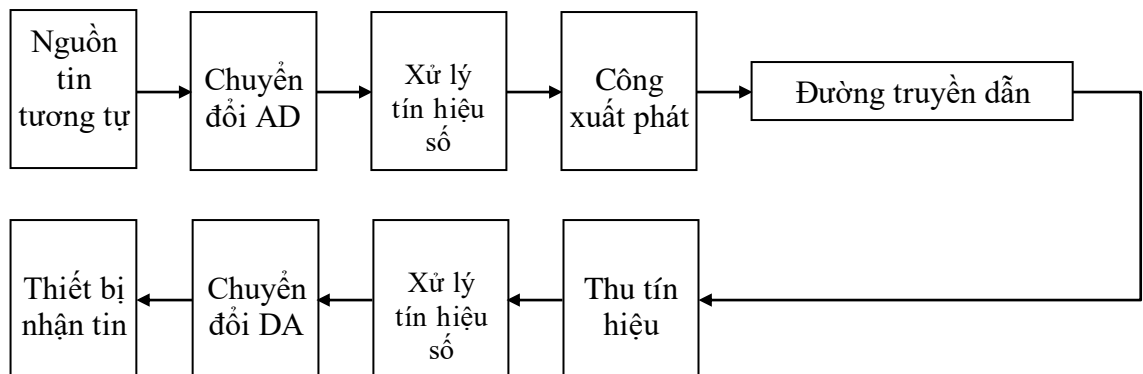 Nguồn
tin
tương tự
Chuyển
đổi AD
Xử lý
tín hiệu
số
Công
xuất phát
Đường truyền dẫn
Thiết bị
nhận tin
Chuyển
đổi DA
Xử lý
tín hiệu
số
Thu tín
hiệu